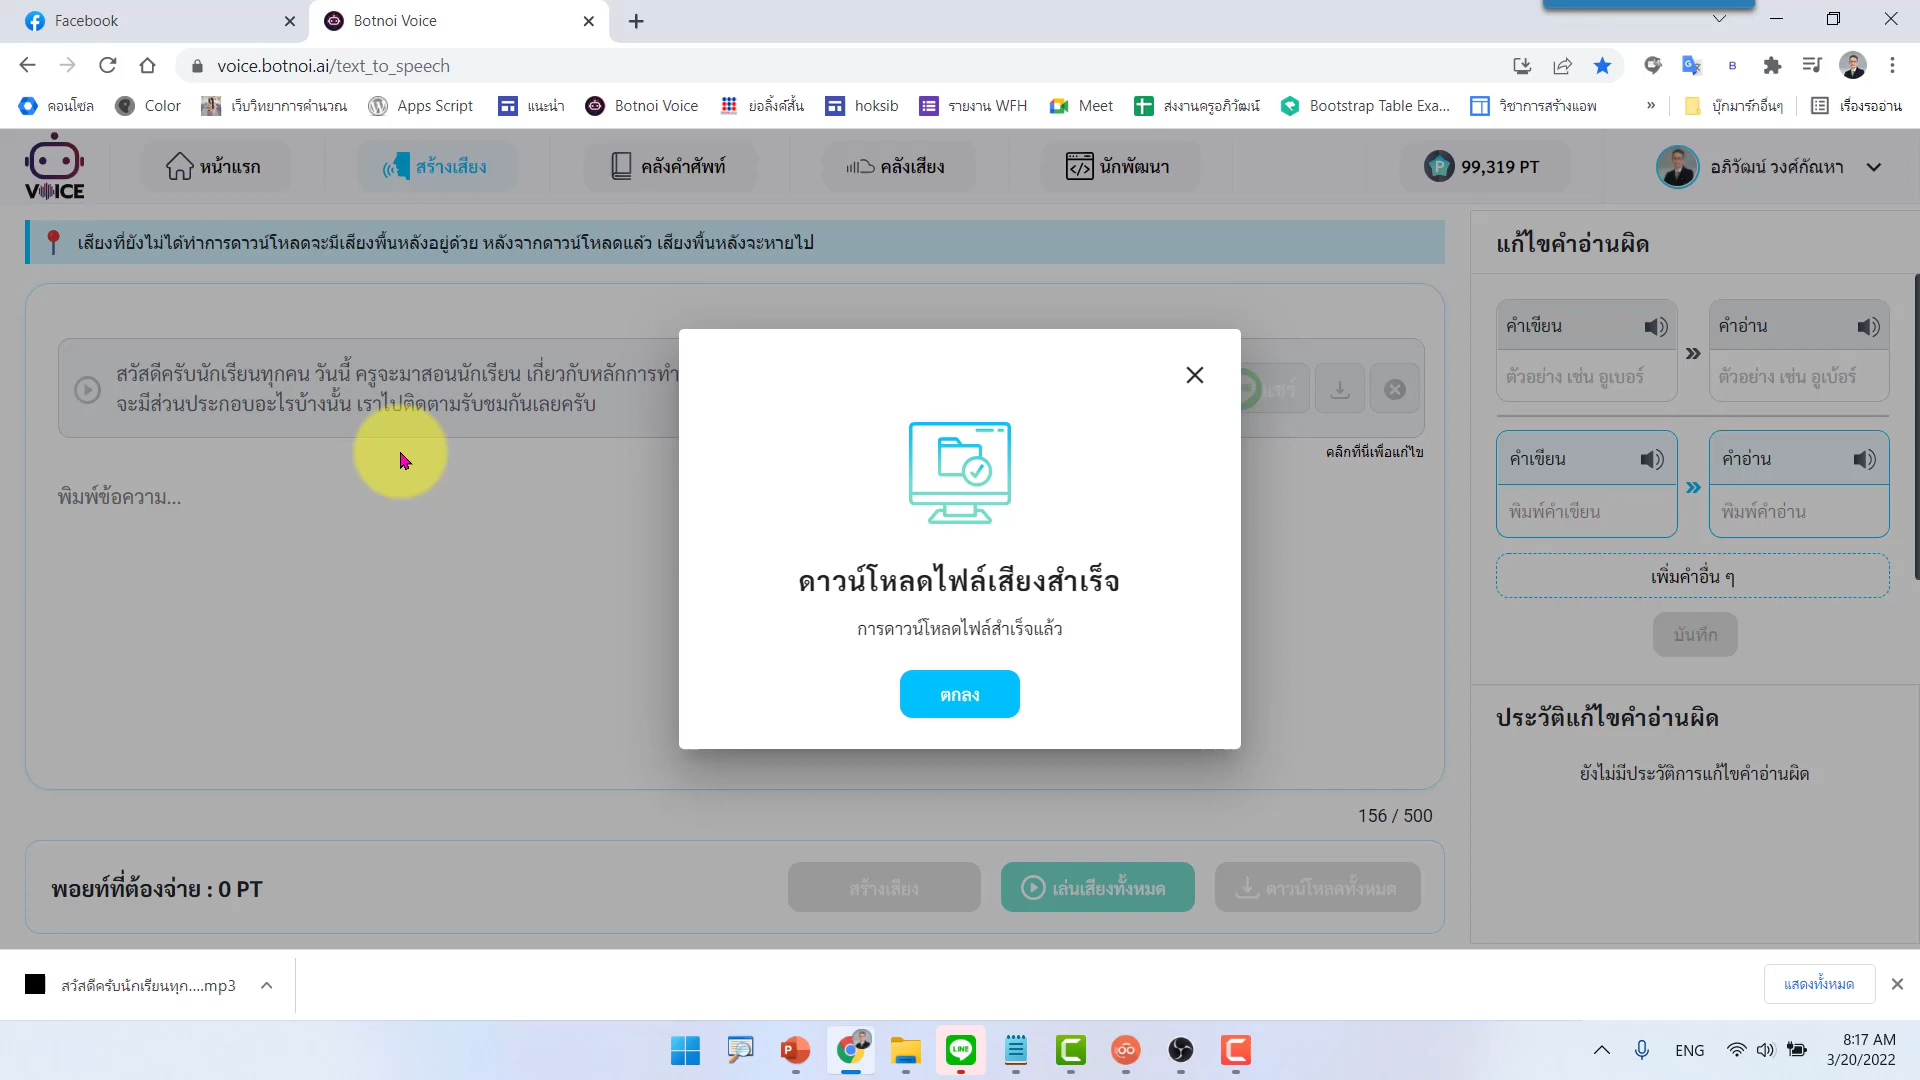 Facebook
Botnoi Voice
voice.botnoi.ai/text_to_speech
คอนโซล
Color
เว็บวิทยาการคำนวณ
Apps Script
แนะนำ
Botnoi Voice
ย่อลิ้งค์สั้น
hoksib
รายงาน WFH
Meet
ส่งงานครูอภิวัฒน์
Bootstrap Table Exa...
วิชาการสร้างแอพ
»
บุ๊กมาร์กอื่นๆ
เรื่องรออ่าน
VOICE
หน้าแรก
สร้างเสียง
คลังคำศัพท์
คลังเสียง
นักพัฒนา
99,319 PT
อภิวัฒน์ วงศ์กัณหา
เสียงที่ยังไม่ได้ทำการดาวน์โหลดจะมีเสียงพื้นหลังอยู่ด้วย หลังจากดาวน์โหลดแล้ว เสียงพื้นหลังจะหายไป
แก้ไขคำอ่านผิด
คำเขียน
คำอ่าน
ตัวอย่าง เช่น อูเบอร์
ตัวอย่าง เช่น อูเบ้อร์
สวัสดีครับนักเรียนทุกคน วันนี้ ครูจะมาสอนนักเรียน เกี่ยวกับหลักการทำ
จะมีส่วนประกอบอะไรบ้างนั้น เราไปติดตามรับชมกันเลยครับ
แชร์
คลิกที่นี่เพื่อแก้ไข
พิมพ์ข้อความ...
คำเขียน
คำอ่าน
พิมพ์คำเขียน
พิมพ์คำอ่าน
เพิ่มคำอื่น ๆ
บันทึก
ดาวน์โหลดไฟล์เสียงสำเร็จ
การดาวน์โหลดไฟล์สำเร็จแล้ว
ตกลง
ประวัติแก้ไขคำอ่านผิด
ยังไม่มีประวัติการแก้ไขคำอ่านผิด
156 / 500
พอยท์ที่ต้องจ่าย : 0 PT
สร้างเสียง
เล่นเสียงทั้งหมด
ดาวน์โหลดทั้งหมด
สวัสดีครับนักเรียนทุก....mp3
แสดงทั้งหมด
LINE
ENG
8:17 AM
3/20/2022